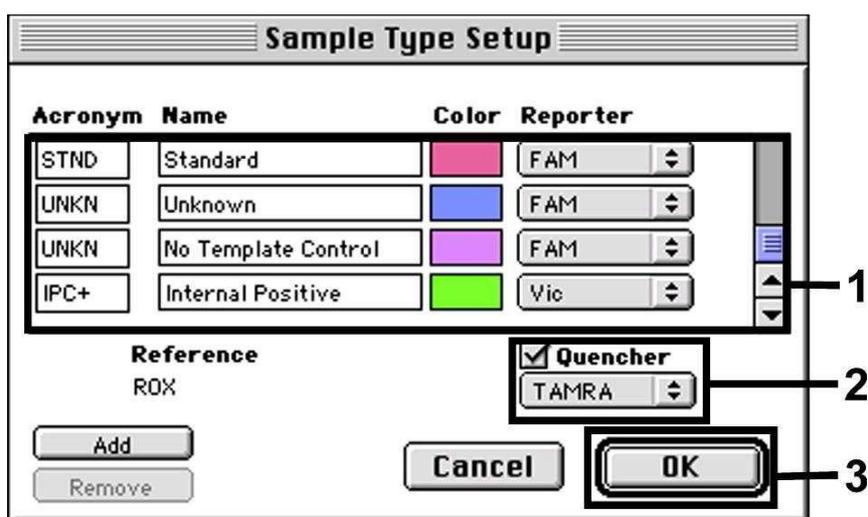 Sample Type Setup
Acronym Name Color Reporter
STND Standard FAM
UNKN Unknown FAM
UNKN No Template Control FAM
IPC+ Internal Positive Vic
1
Reference Quencher
ROX TAMRA
2
Add
Remove
Cancel OK
3